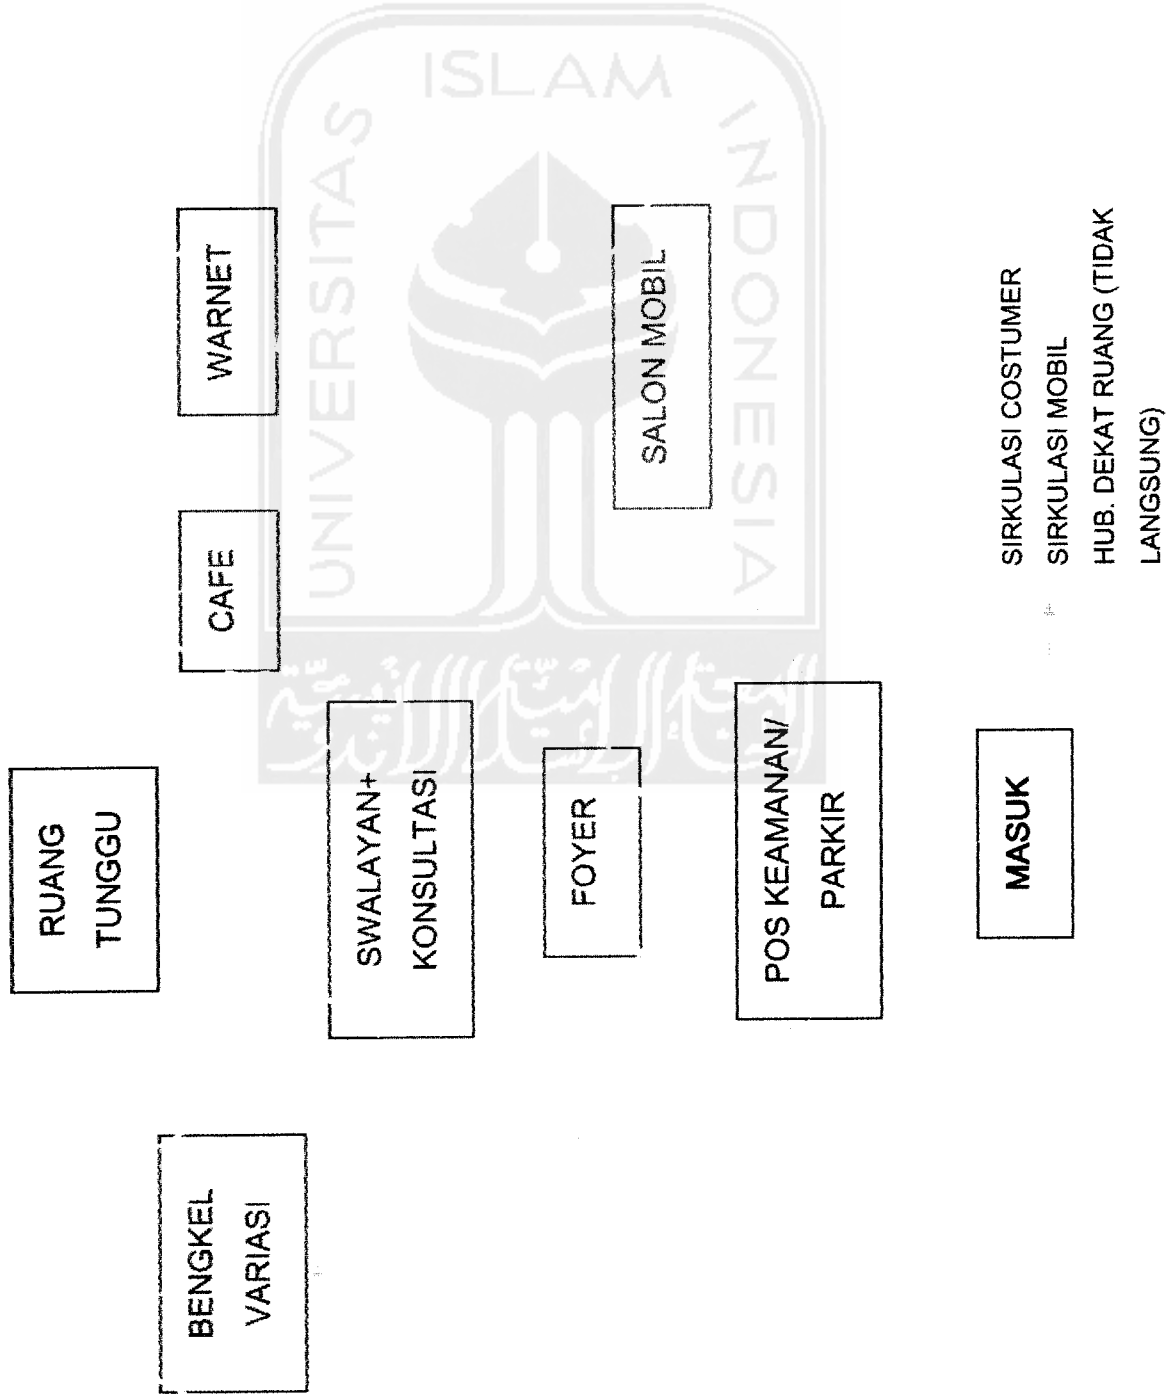 RUANG
TUNGGU
BENGKEL
VARIASI
CAFE
WARNET
SWALAYAN+
KONSULTASI
FOYER
SALON MOBIL
POS KEAMANAN/
PARKIR
MASUK
SIRKULASI COSTUMER
SIRKULASI MOBIL
HUB. DEKAT RUANG (TIDAK
LANGSUNG)
UNIVERSITAS
ISLAM
INDONESIA